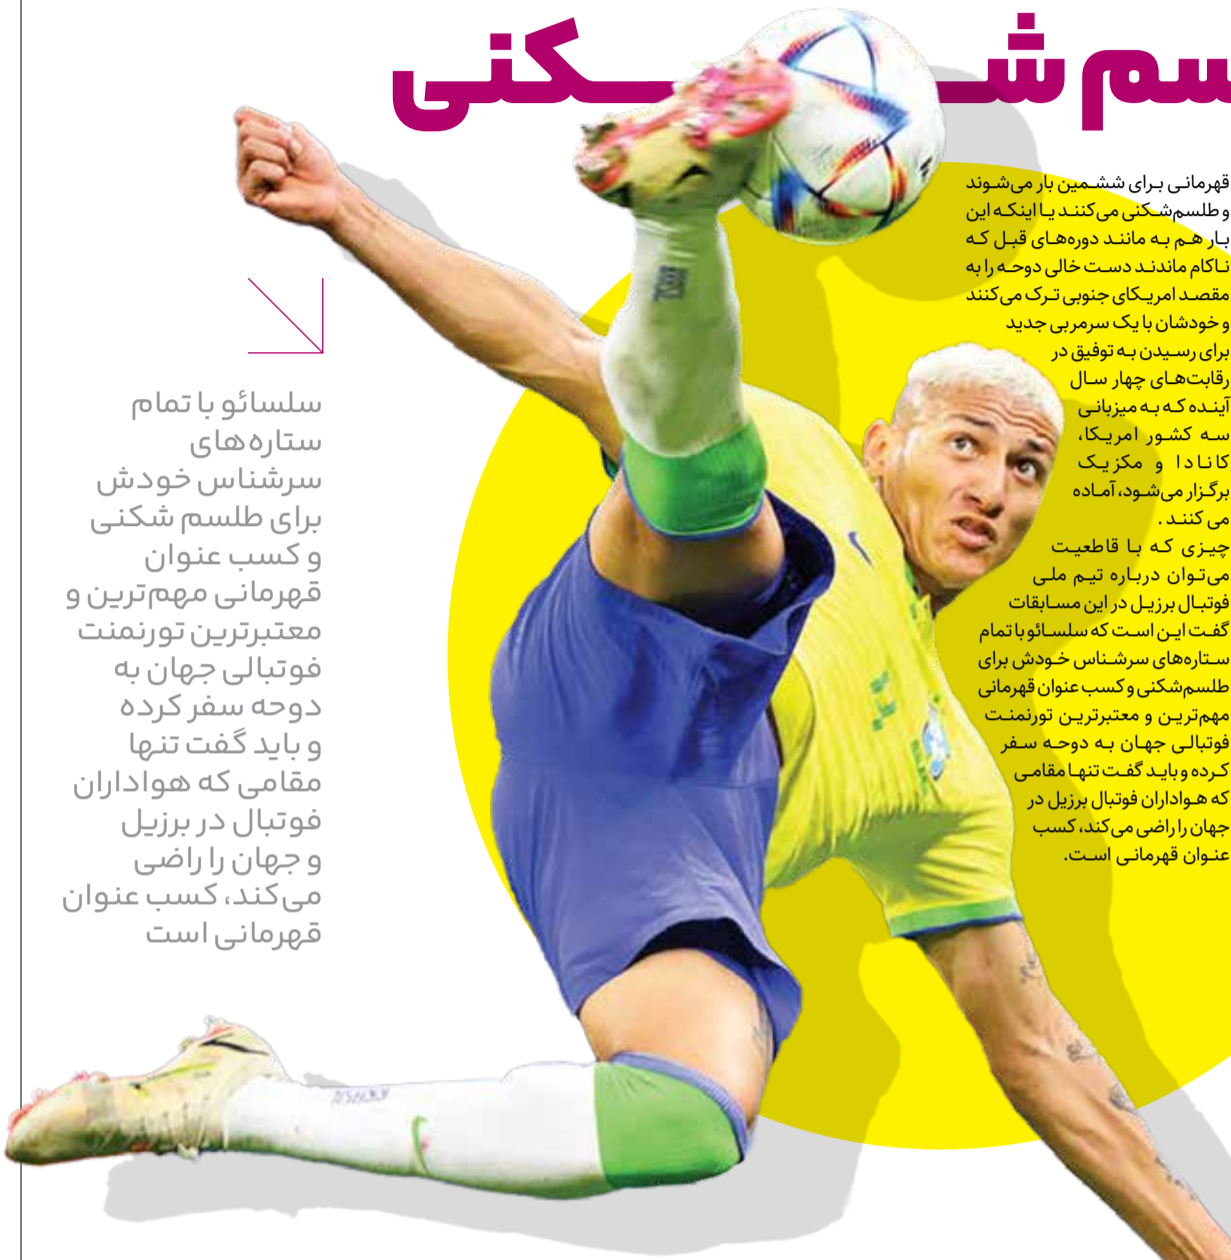 سم‌شکنی
قهرمانی برای ششمین بار می‌شوند
و طلسم‌شکنی می‌کنند یا اینکه این
بار هم به مانند دوره‌های قبل که
ناکام ماندند دست خالی دوحه را به
مقصد امریکای جنوبی ترک می‌کنند
و خودشان با یک سرمربی جدید
برای رسیدن به توفیق در
رقابت‌های چهار سال
آینده که به میزبانی
سه کشور امریکا،
کانادا و مکزیک
برگزار می‌شود، آماده
می کنند .
چیزی که با قاطعیت
می‌توان درباره تیم ملی
فوتبال برزیل در این مسابقات
گفت این است که سلسائو با تمام
ستاره‌های سرشناس خودش برای
طلسم‌شکنی و کسب عنوان قهرمانی
مهم‌ترین و معتبرترین تورنمنت
فوتبالی جهان به دوحه سفر
کرده و باید گفت تنها مقامی
که هواداران فوتبال برزیل در
جهان را راضی می‌کند، کسب
عنوان قهرمانی است.
سلسائو با تمام
ستاره‌های
سرشناس خودش
برای طلسم شکنی
و کسب عنوان
قهرمانی مهم‌ترین و
معتبرترین تورنمنت
فوتبالی جهان به
دوحه سفر کرده
و باید گفت تنها
مقامی که هواداران
فوتبال در برزیل
و جهان را راضی
می‌کند، کسب عنوان
قهرمانی است